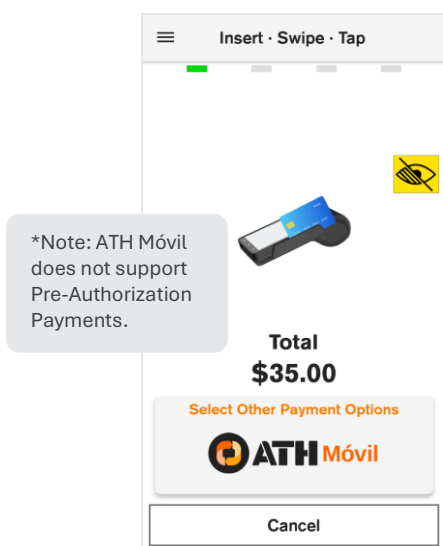 Insert · Swipe · Tap
*Note: ATH Móvil
does not support
Pre-Authorization
Payments.
Total
$35.00
Select Other Payment Options
ATH Móvil
Cancel